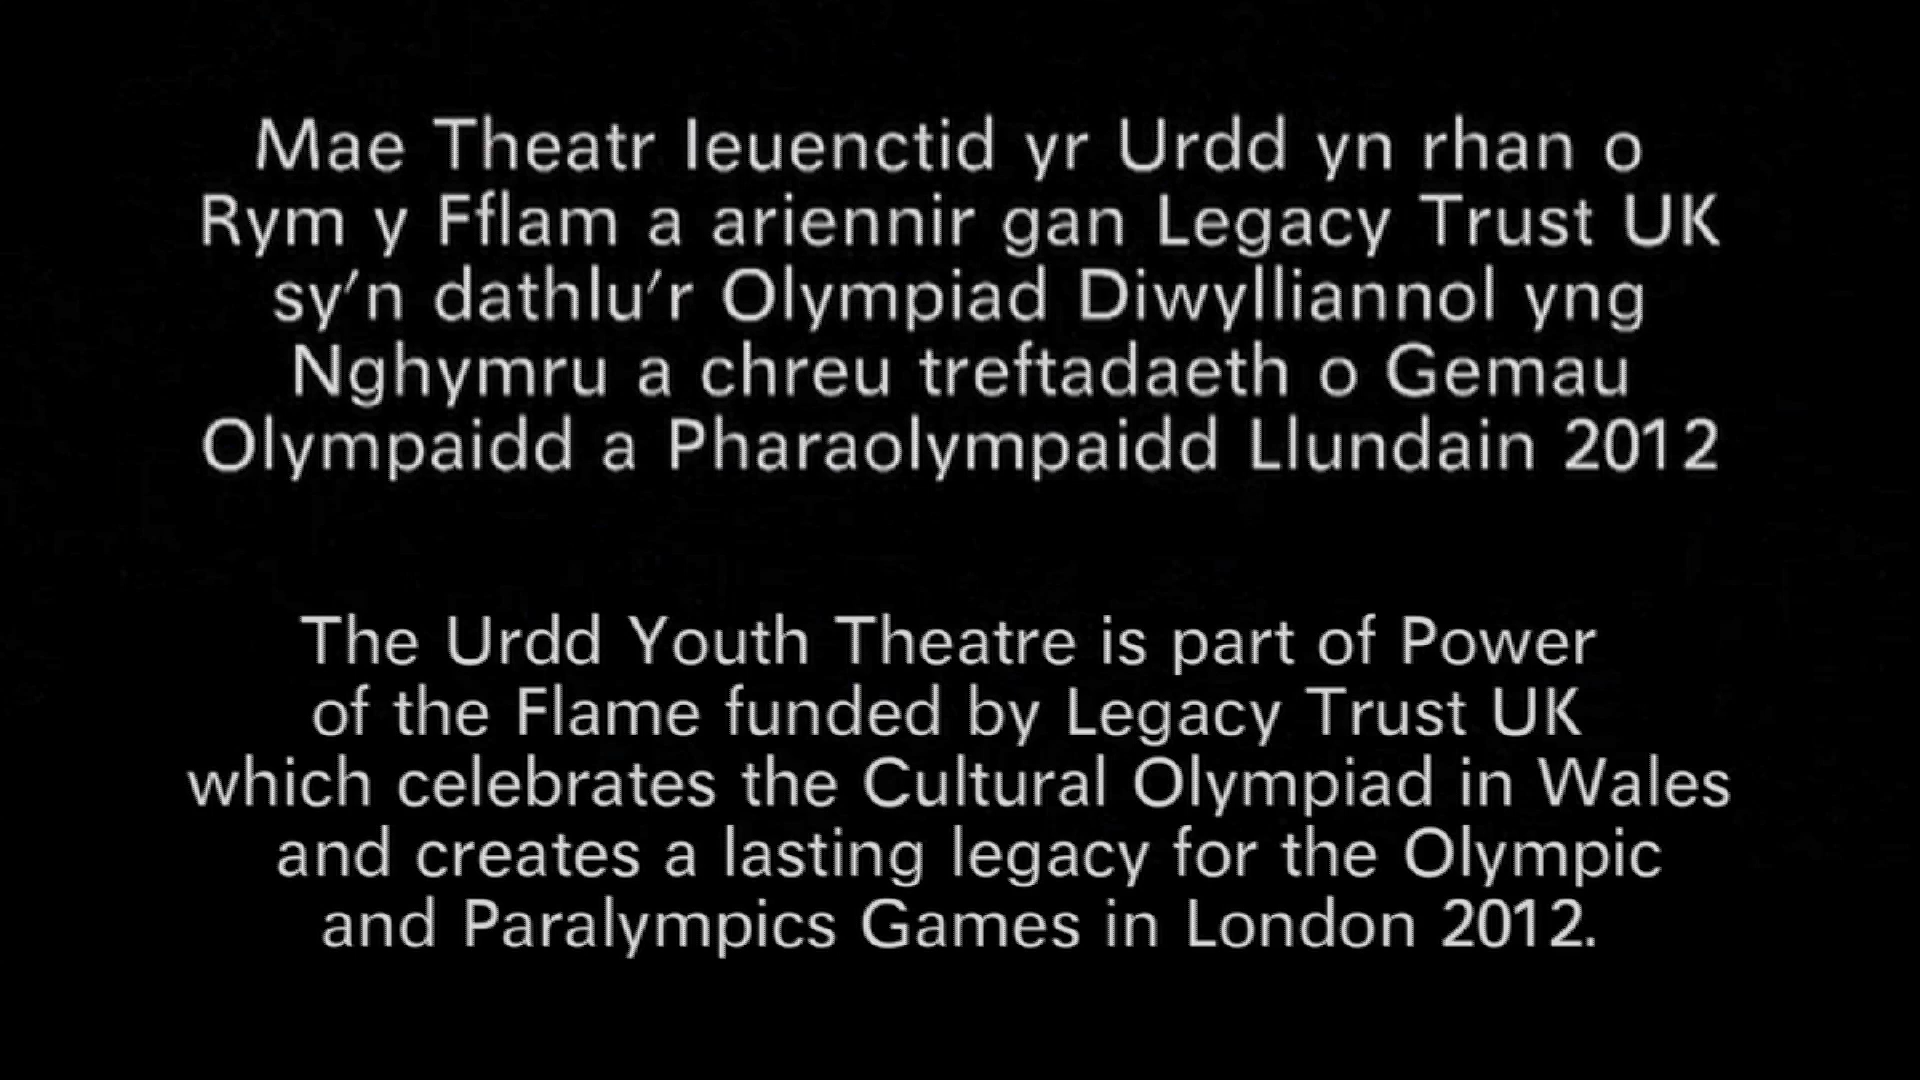 Mae Theatr Ieuenctid yr Urdd yn rhan o
Rym y Fflam a ariennir gan Legacy Trust UK
sy'n dathlu'r Olympiad Diwylliannol yng
Nghymru a chreu treftadaeth o Gemau
Olympaidd a Pharaolympaidd Llundain 2012
The Urdd Youth Theatre is part of Power
of the Flame funded by Legacy Trust UK
which celebrates the Cultural Olympiad in Wales
and creates a lasting legacy for the Olympic
and Paralympics Games in London 2012.